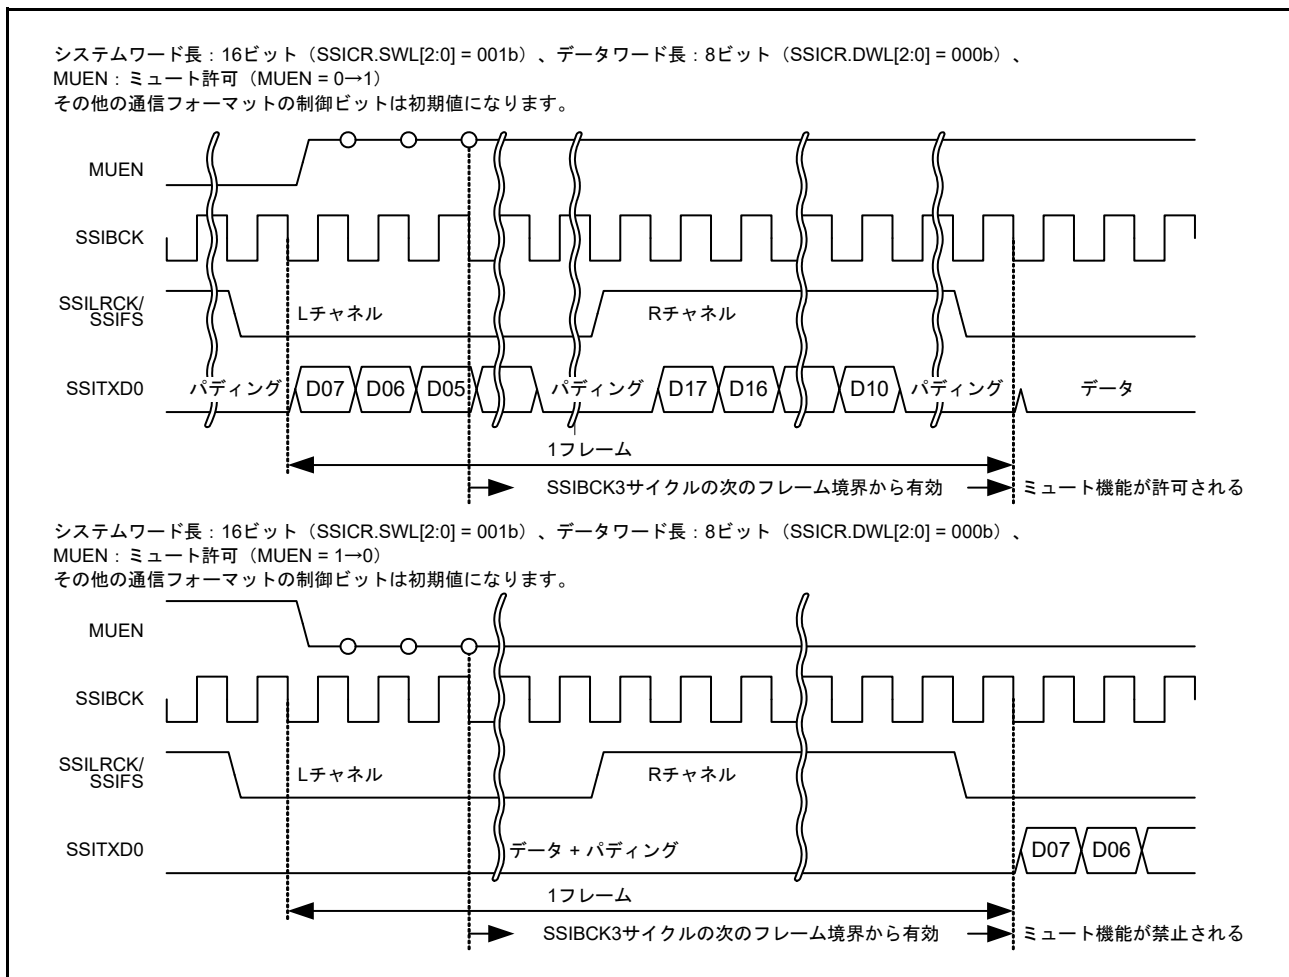 システムワード長：16ビット（SSICR.SWL[2:0] = 001b）、データワード長：8ビット（SSICR.DWL[2:0] = 000b）、
MUEN：ミュート許可（MUEN = 0→1）
その他の通信フォーマットの制御ビットは初期値になります。
MUEN
SSIBCK
SSILRCK/
SSIFS
Lチャネル
Rチャネル
SSITXD0
パディング
D07
D06
D05
パディング
D17
D16
D10
パディング
データ
1フレーム
SSIBCK3サイクルの次のフレーム境界から有効
ミュート機能が許可される
システムワード長：16ビット（SSICR.SWL[2:0] = 001b）、データワード長：8ビット（SSICR.DWL[2:0] = 000b）、
MUEN：ミュート許可（MUEN = 1→0）
その他の通信フォーマットの制御ビットは初期値になります。
MUEN
SSIBCK
SSILRCK/
SSIFS
Lチャネル
Rチャネル
SSITXD0
データ + パディング
D07
D06
1フレーム
SSIBCK3サイクルの次のフレーム境界から有効
ミュート機能が禁止される